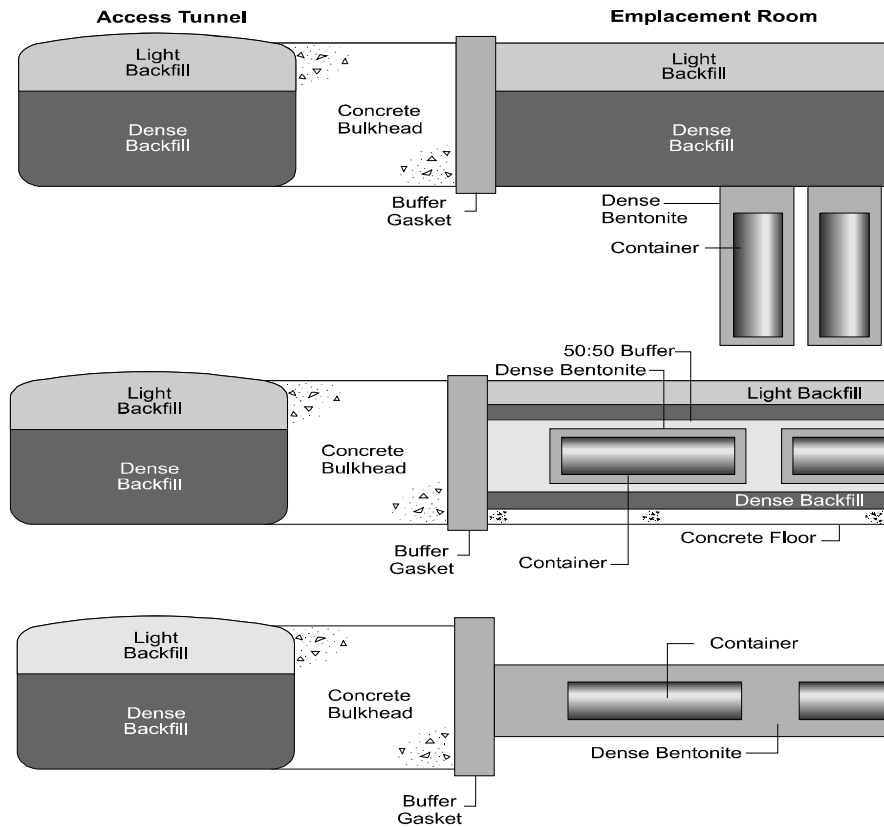 Access Tunnel
Emplacement Room
Light
Backfill
Light
Backfill
Concrete
Bulkhead
Dense
Backfill
Dense
Backfill
Buffer
Gasket
Dense
Bentonite
Container
50:50 Buffer
Dense Bentonite
Light
Backfill
Light Backfill
Concrete
Bulkhead
Dense
Backfill
Dense Backfill
Concrete Floor
Buffer
Gasket
Container
Light
Backfill
Container
Concrete
Bulkhead
Dense
Backfill
Dense Bentonite
Buffer
Gasket